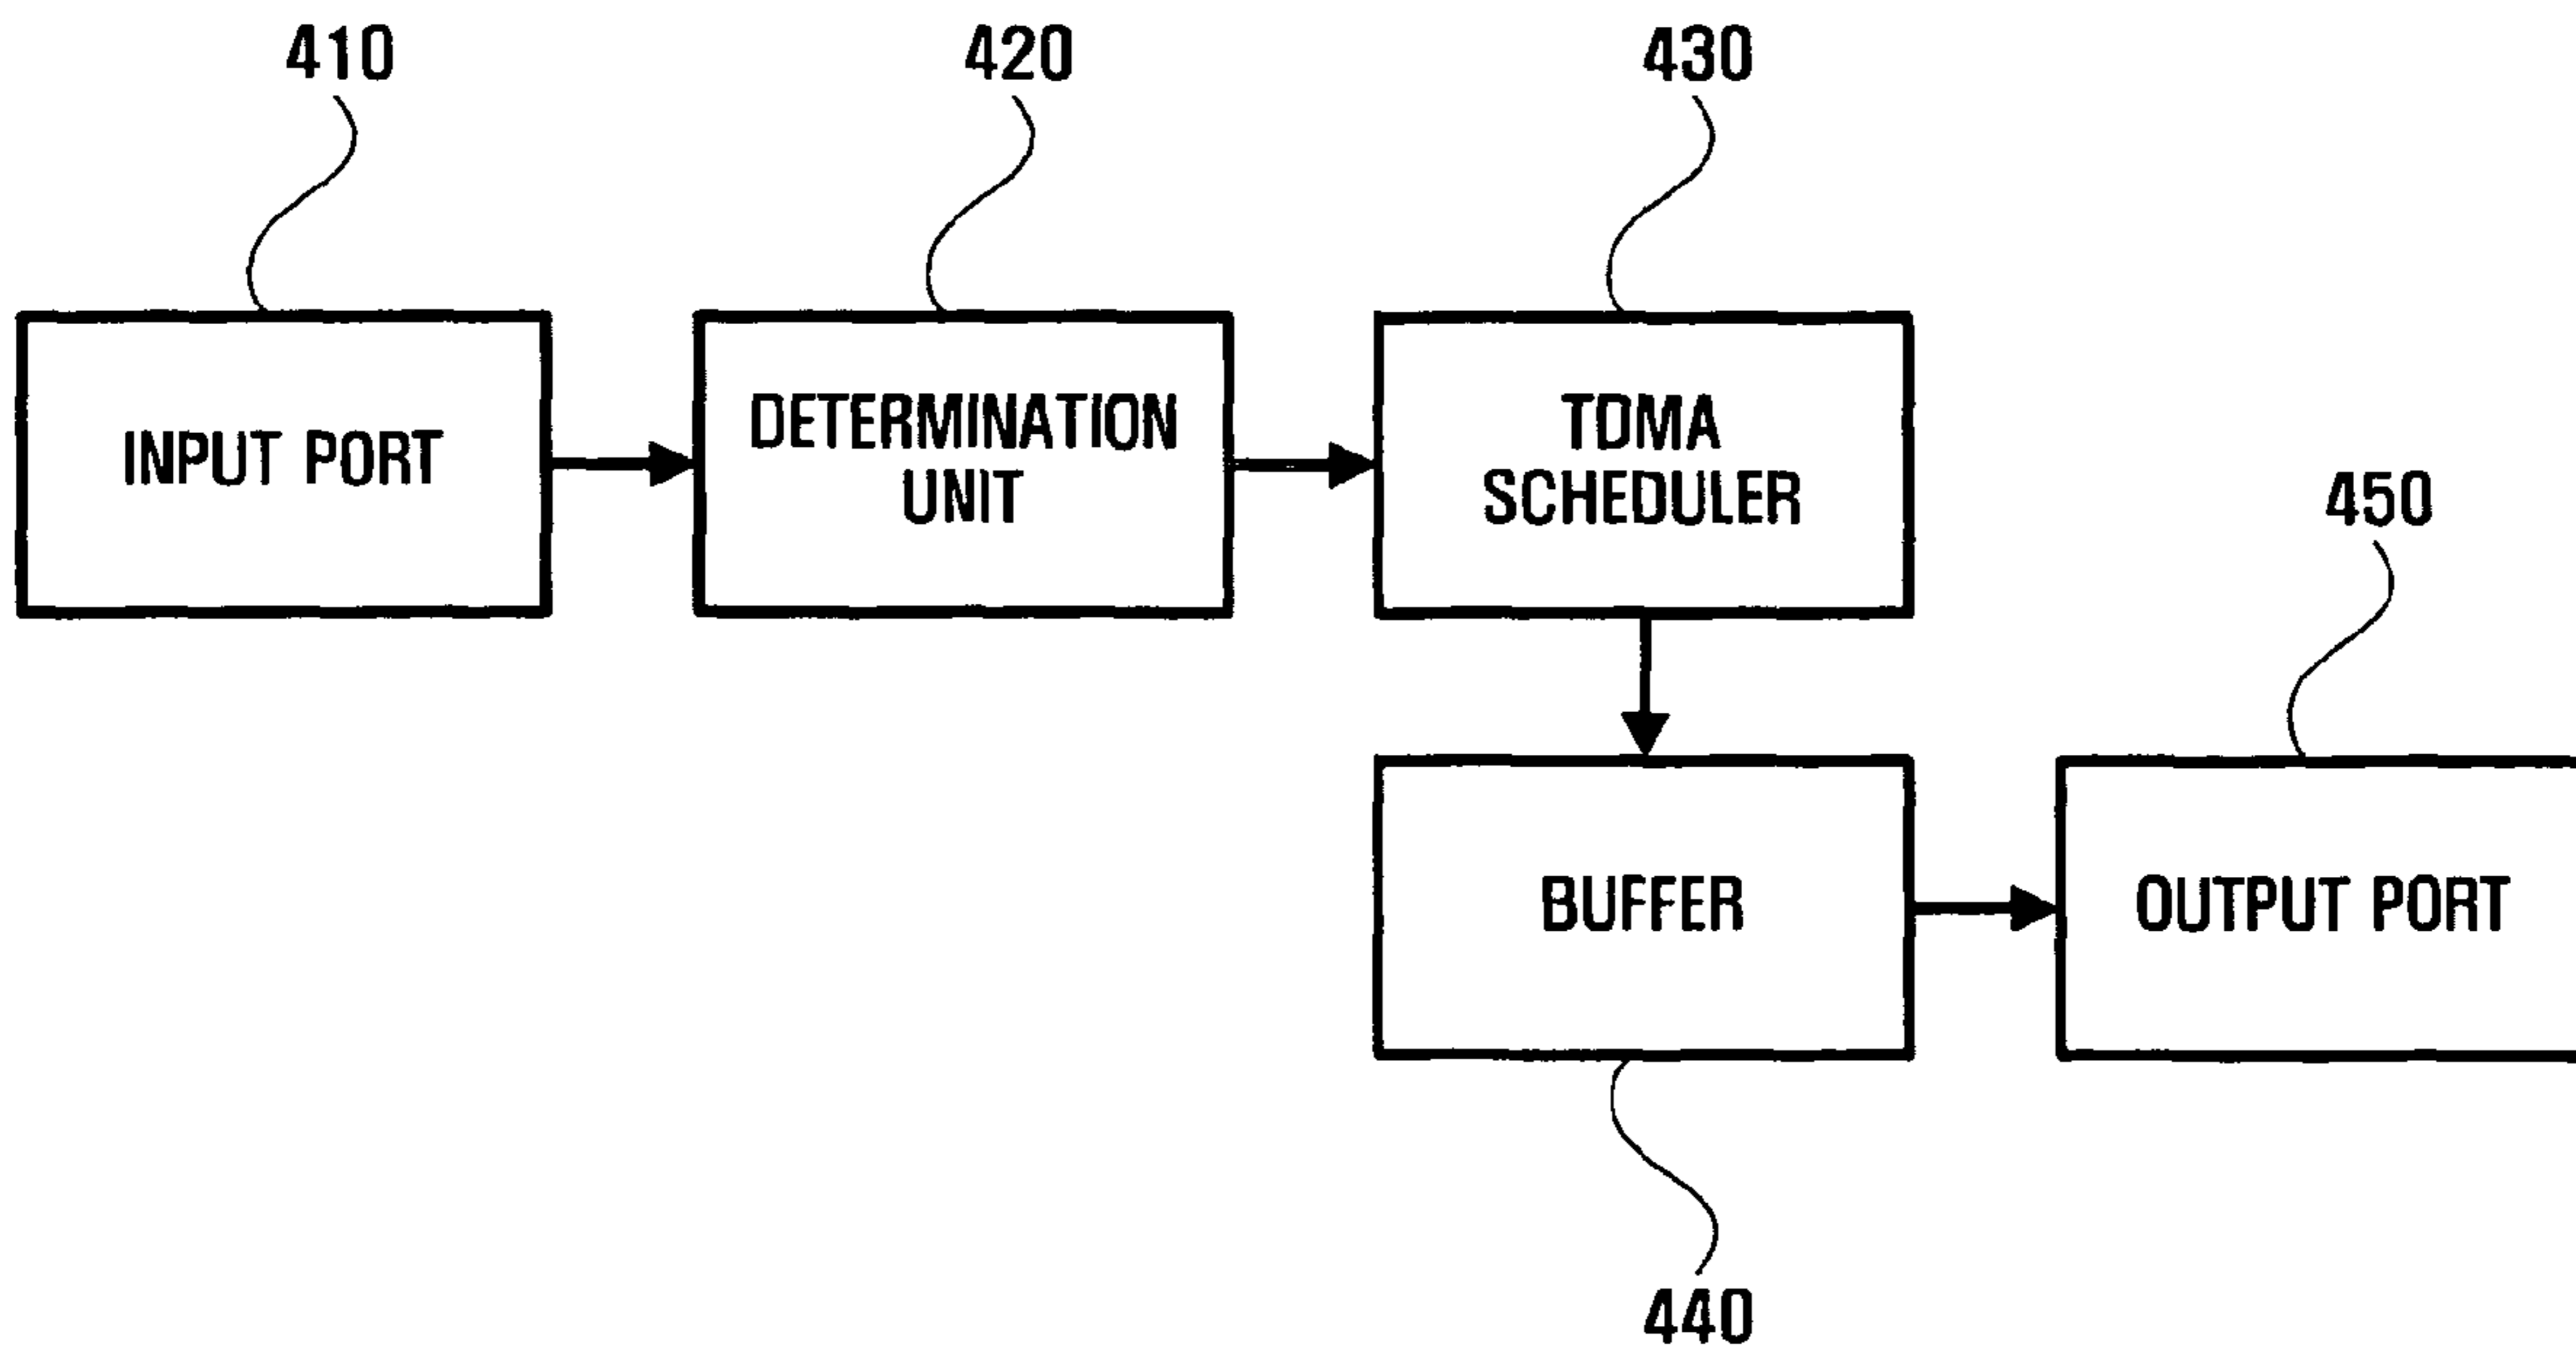 410
420
430
INPUT PORT
DETERMINATION
UNIT
TDMA
SCHEDULER
450
BUFFER
OUTPUT PORT
440